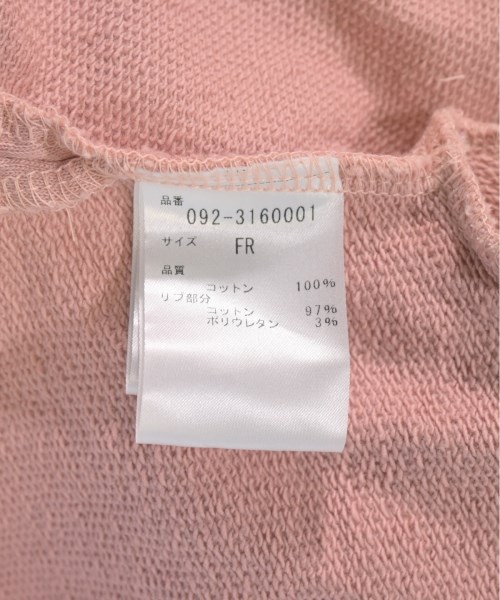 品番
092-3160001
サイズ
FR
品質
コットン 100%
リブ部分
コットン 97%
ポリウレタン 3%